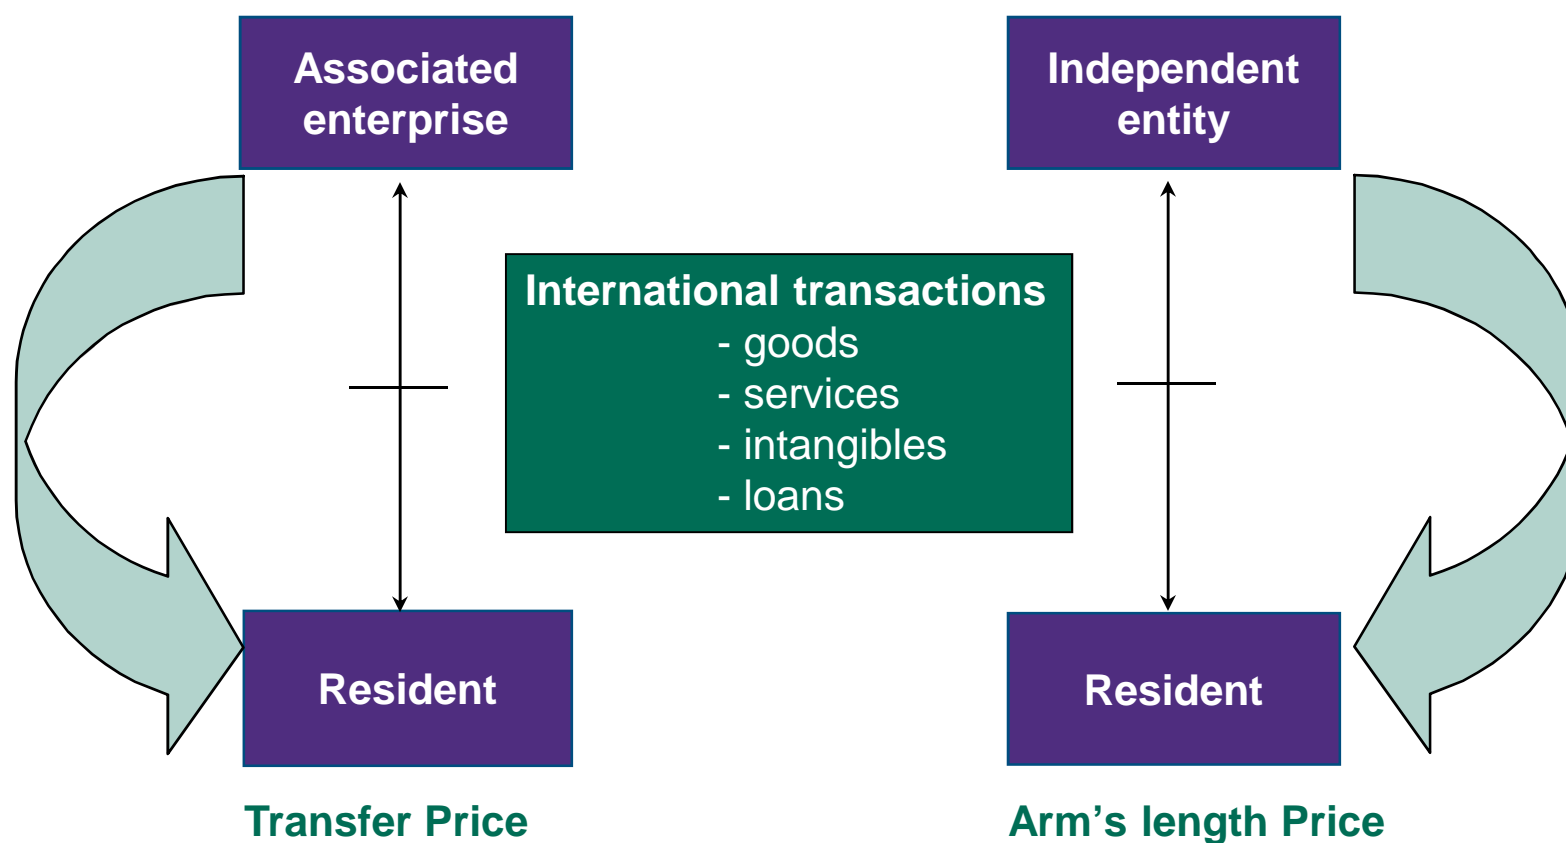 Associated
enterprise
Independent
entity
International transactions
- goods
- services
- intangibles
- loans
Resident
Resident
Transfer Price
Arm's length Price